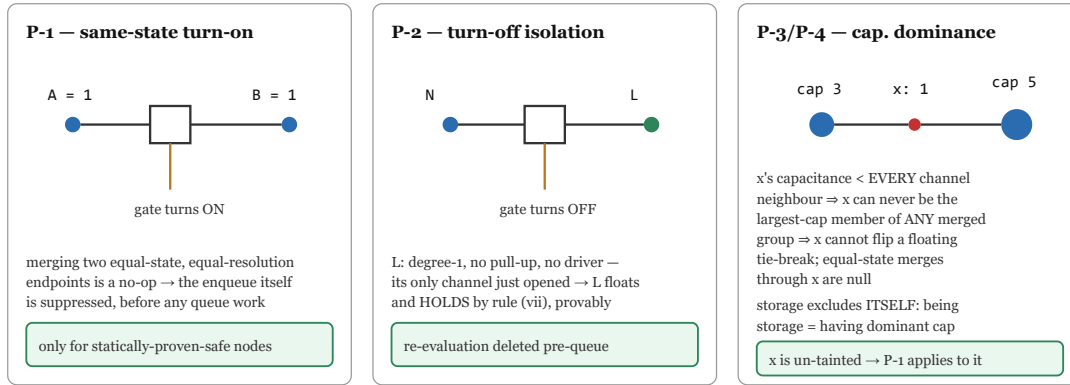 P-1 — same-state turn-on
A = 1
B = 1
gate turns ON
merging two equal-state, equal-resolution
endpoints is a no-op → the enqueue itself
is suppressed, before any queue work
only for statically-proven-safe nodes
P-2 — turn-off isolation
N
L
gate turns OFF
L: degree-1, no pull-up, no driver —
its only channel just opened → L floats
and HOLDS by rule (vii), provably
re-evaluation deleted pre-queue
P-3/P-4 — cap. dominance
cap 3
x: 1
cap 5
x's capacitance < EVERY channel
neighbour ⇒ x can never be the
largest-cap member of ANY merged
group ⇒ x cannot flip a floating
tie-break; equal-state merges
through x are null
storage excludes ITSELF: being
storage = having dominant cap
x is un-tainted → P-1 applies to it